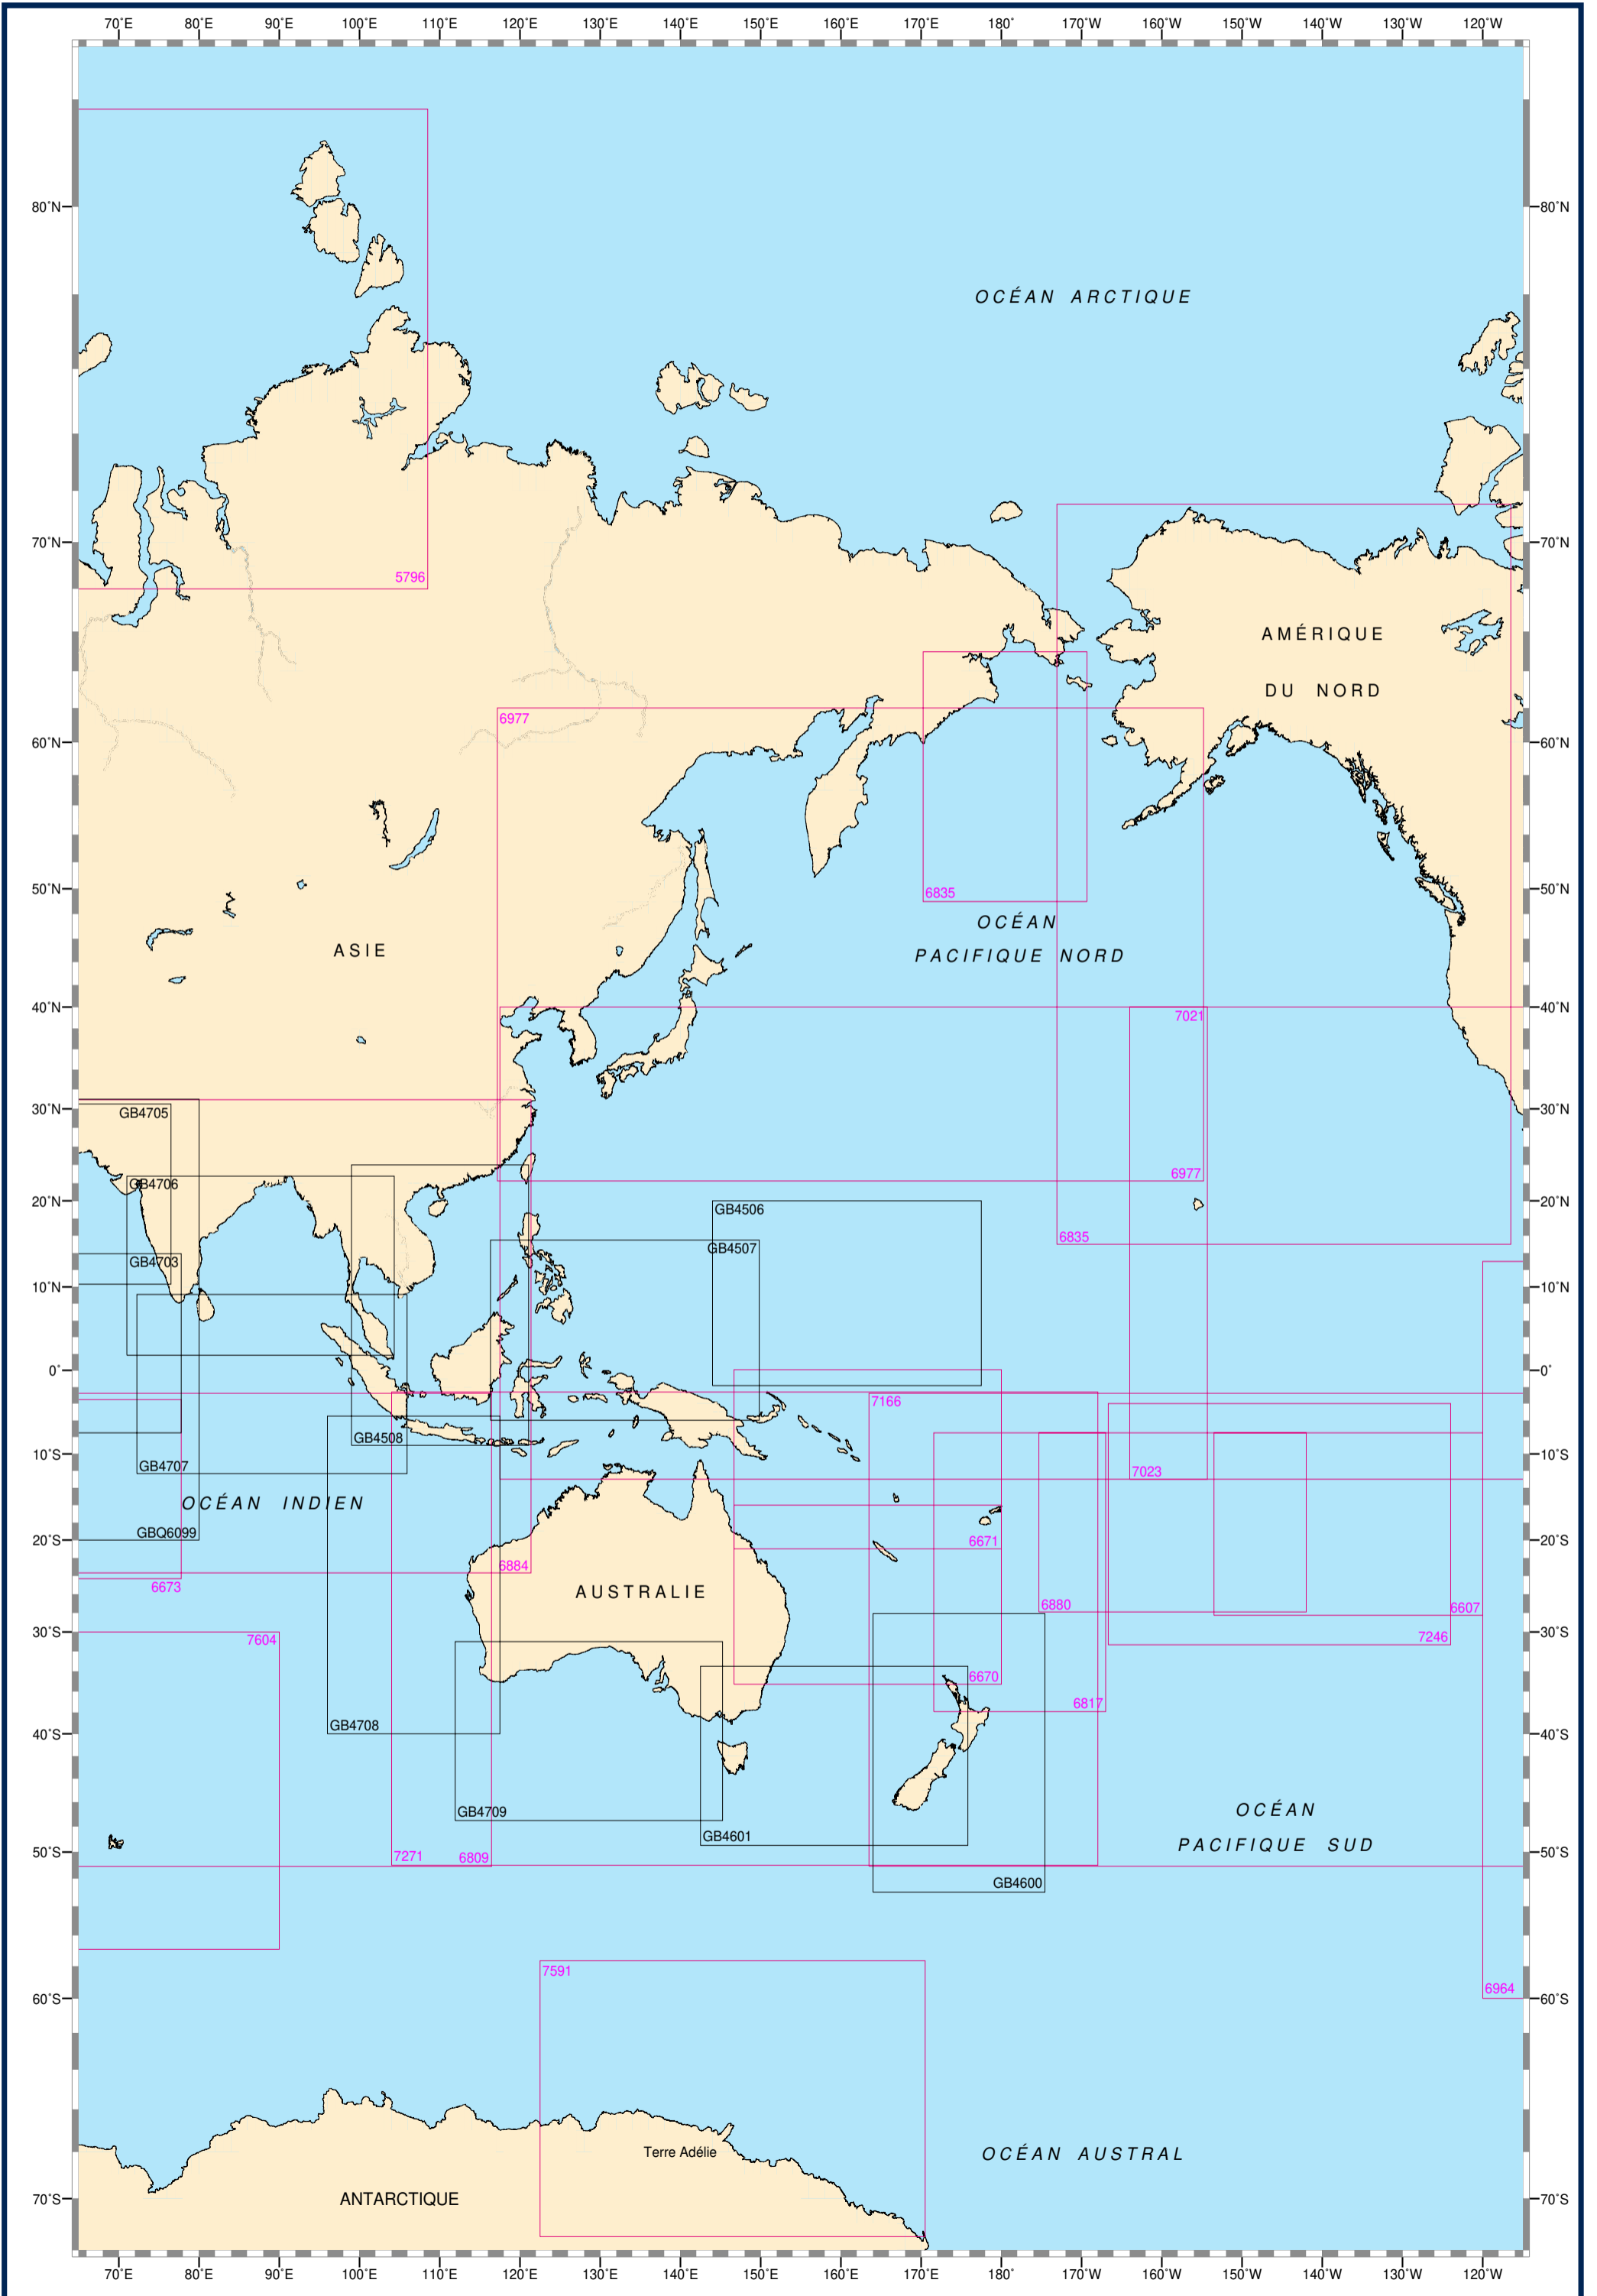 70°E 80°E 90°E 100°E 110°E 120°E 130°E 140°E 150°E 160°E 170°E 180° 170°W 160°W 150°W 140°W 130°W 120°W
80°N 80°N
OCÉAN ARCTIQUE
70°N 70°N
5796
AMÉRIQUE
DU NORD
6977
60°N 60°N
50°N 6835 50°N
OCÉAN
ASIE
PACIFIQUE NORD
40°N 40°N
7021
30°N GB4705 30°N
6977
GB4706
20°N GB4506 20°N
6835
GB4507
GB4703
10°N 10°N
0° 0°
7166
GB4508
10°S 10°S
GB4707 7023
OCÉAN INDIEN
GBQ6099
20°S 6671 20°S
6884
6673
AUSTRALIE
6880 6607
30°S 7604 7246 30°S
6670
6817
GB4708
40°S 40°S
GB4709
OCÉAN
GB4601
PACIFIQUE SUD
50°S 7271 6809 50°S
GB4600
7591
6964
60°S 60°S
Terre Adélie
OCÉAN AUSTRAL
70°S ANTARCTIQUE 70°S
70°E 80°E 90°E 100°E 110°E 120°E 130°E 140°E 150°E 160°E 170°E 180° 170°W 160°W 150°W 140°W 130°W 120°W